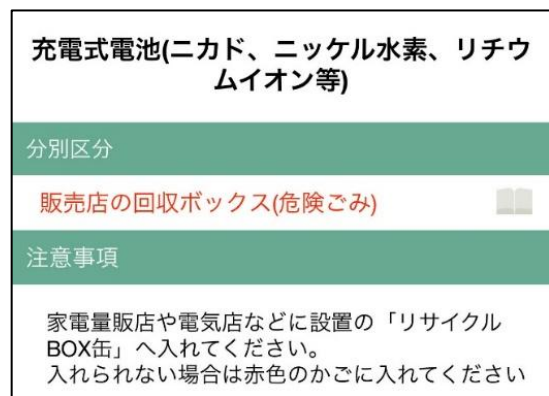 充電式電池(ニカド、ニッケル水素、リチウ
ムイオン等)
分別区分
販売店の回収ボックス(危険ごみ)
注意事項
家電量販店や電気店などに設置の「リサイクル
BOX缶」へ入れてください。
入れられない場合は赤色のかごに入れてください